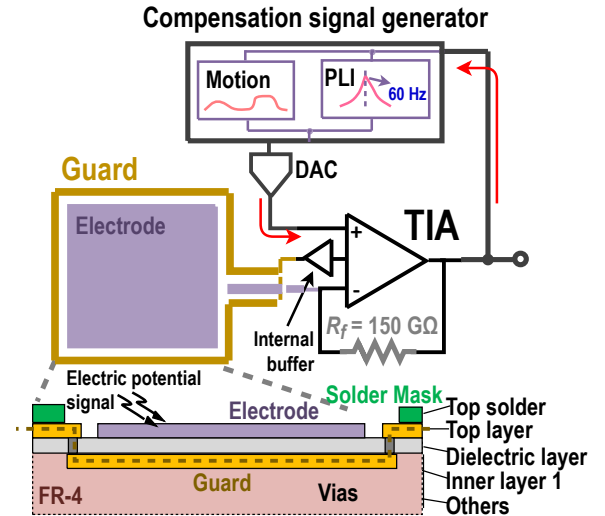 Compensation signal generator
Motion
PLI
60 Hz
DAC
Guard
Electrode
TIA
+
-
Internal
buffer
Rf = 150 GΩ
Electric potential
signal
Solder Mask
Electrode
Top solder
Top layer
Dielectric layer
Inner layer 1
Others
Guard
FR-4
Vias